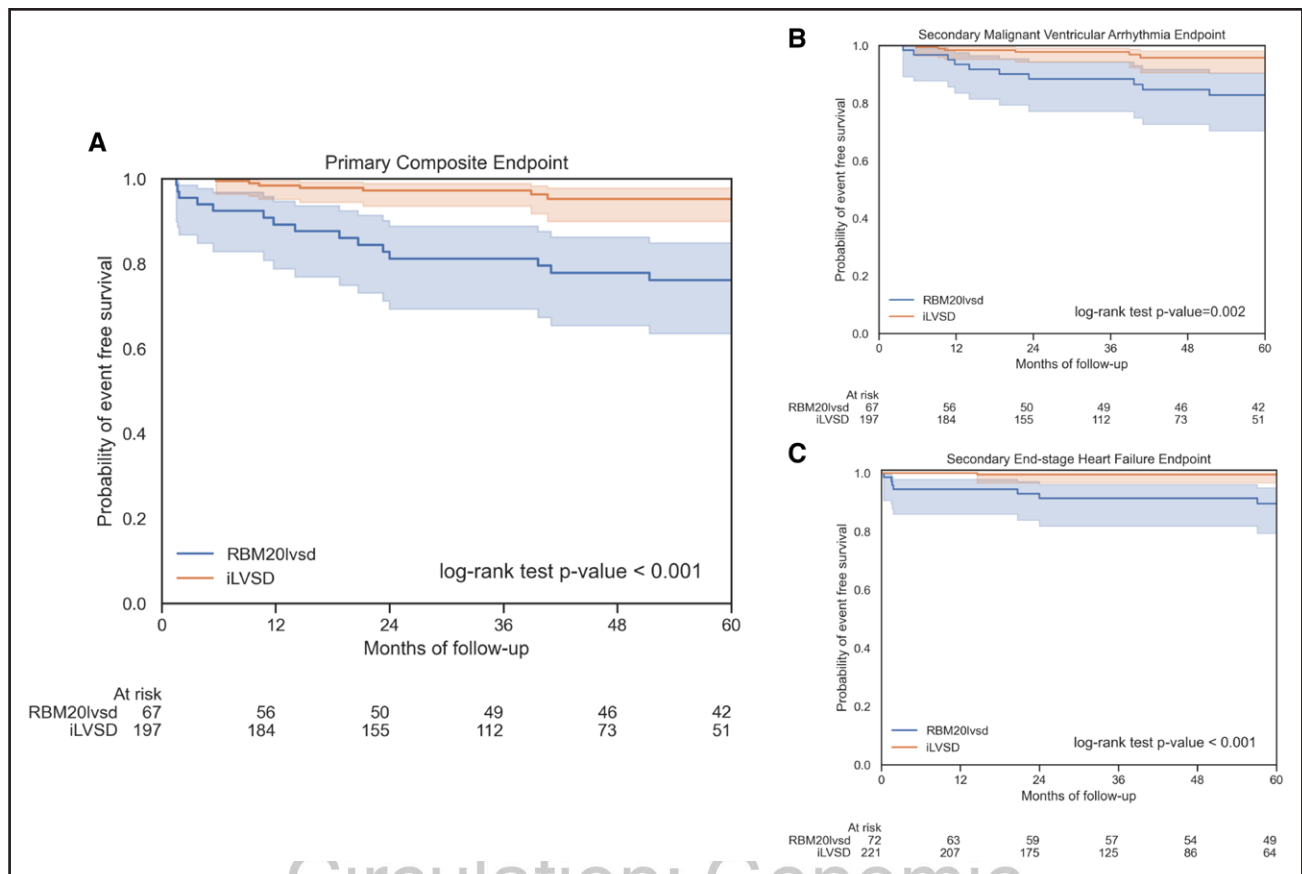 A
Primary Composite Endpoint
Probability of event free survival
1.0
0.8
0.6
0.4
0.2
0.0
RBM20lvsd
iLVSD
log-rank test p-value < 0.001
0 12 24 36 48 60
Months of follow-up
At risk
RBM20lvsd 67 56 50 49 46 42
iLVSD 197 184 155 112 73 51
B
Secondary Malignant Ventricular Arrhythmia Endpoint
Probability of event free survival
1.0
0.8
0.6
0.4
0.2
0.0
RBM20lvsd
iLVSD
log-rank test p-value=0.002
0 12 24 36 48 60
Months of follow-up
At risk
RBM20lvsd 67 56 50 49 46 42
iLVSD 197 184 155 112 73 51
C
Secondary End-stage Heart Failure Endpoint
Probability of event free survival
1.0
0.8
0.6
0.4
0.2
0.0
RBM20lvsd
iLVSD
log-rank test p-value < 0.001
0 12 24 36 48 60
Months of follow-up
At risk
RBM20lvsd 72 63 59 57 54 49
iLVSD 221 207 175 125 86 64
Circulation: Genomic